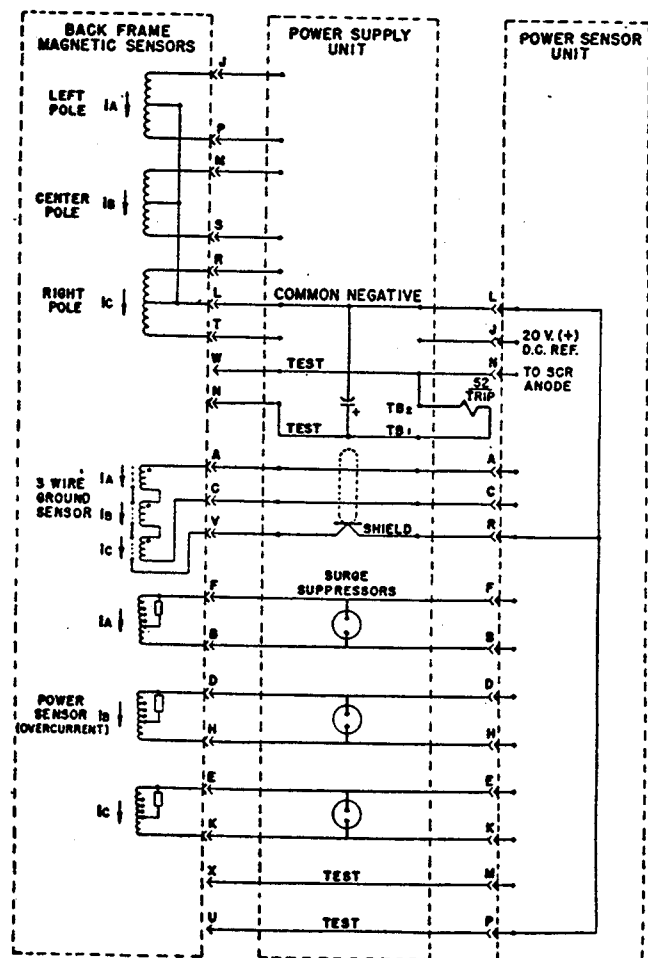 BACK FRAME
MAGNETIC SENSORS
POWER SUPPLY
UNIT
POWER SENSOR
UNIT
J
LEFT
POLE
IA
P
M
CENTER
POLE
IB
S
R
RIGHT
POLE
IC
L
COMMON NEGATIVE
L
T
J
20 V. (+)
D.C. REF.
W
TEST
N
TO SCR
ANODE
52
TRIP
N
TB2
+
TEST
TB1
A
A
3 WIRE
GROUND
SENSOR
IA
C
C
IB
V
SHIELD
R
IC
SURGE
SUPPRESSORS
F
F
IA
B
B
D
D
POWER
SENSOR
(OVERCURRENT)
IB
H
H
E
E
IC
K
K
X
TEST
M
U
TEST
P